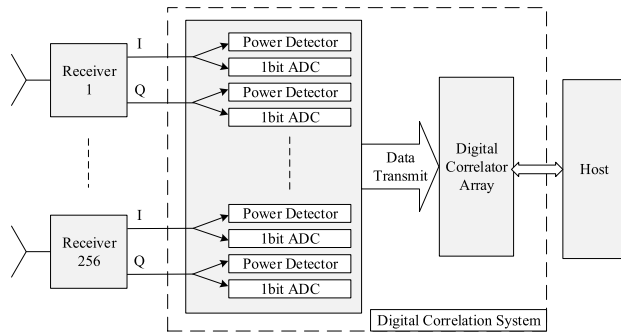 Receiver
1
I
Q
Power Detector
1bit ADC
Power Detector
1bit ADC
Data
Transmit
Digital
Correlator
Array
Host
Receiver
256
I
Q
Power Detector
1bit ADC
Power Detector
1bit ADC
Digital Correlation System